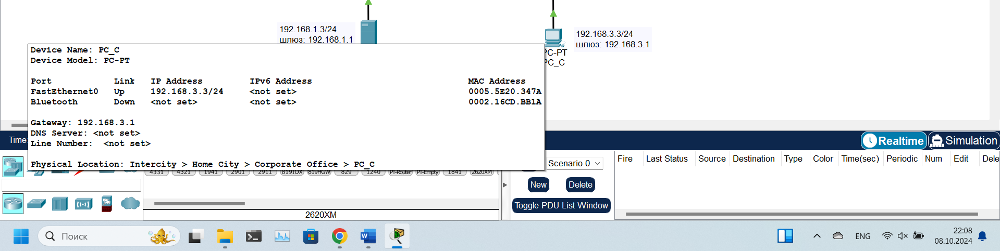 192.168.1.3/24
шлюз: 192.168.1.1
192.168.3.3/24
шлюз: 192.168.3.1
PC-PT
PC_C
Device Name: PC_C
Device Model: PC-PT
Port Link IP Address IPv6 Address MAC Address
FastEthernet0 Up 192.168.3.3/24 <not set> 0005.5E20.347A
Bluetooth Down <not set> <not set> 0002.16CD.BB1A
Gateway: 192.168.3.1
DNS Server: <not set>
Line Number: <not set>
Physical Location: Intercity > Home City > Corporate Office > PC_C
Time
Realtime Simulation
4331 4321 1941 2901 2911 819IOX 819HGW 829 1240 PT-Router PT-Empty 1841 2620XM
2620XM
Scenario 0
New Delete
Toggle PDU List Window
Fire Last Status Source Destination Type Color Time(sec) Periodic Num Edit Dele
Поиск
ENG
22:08
08.10.2024